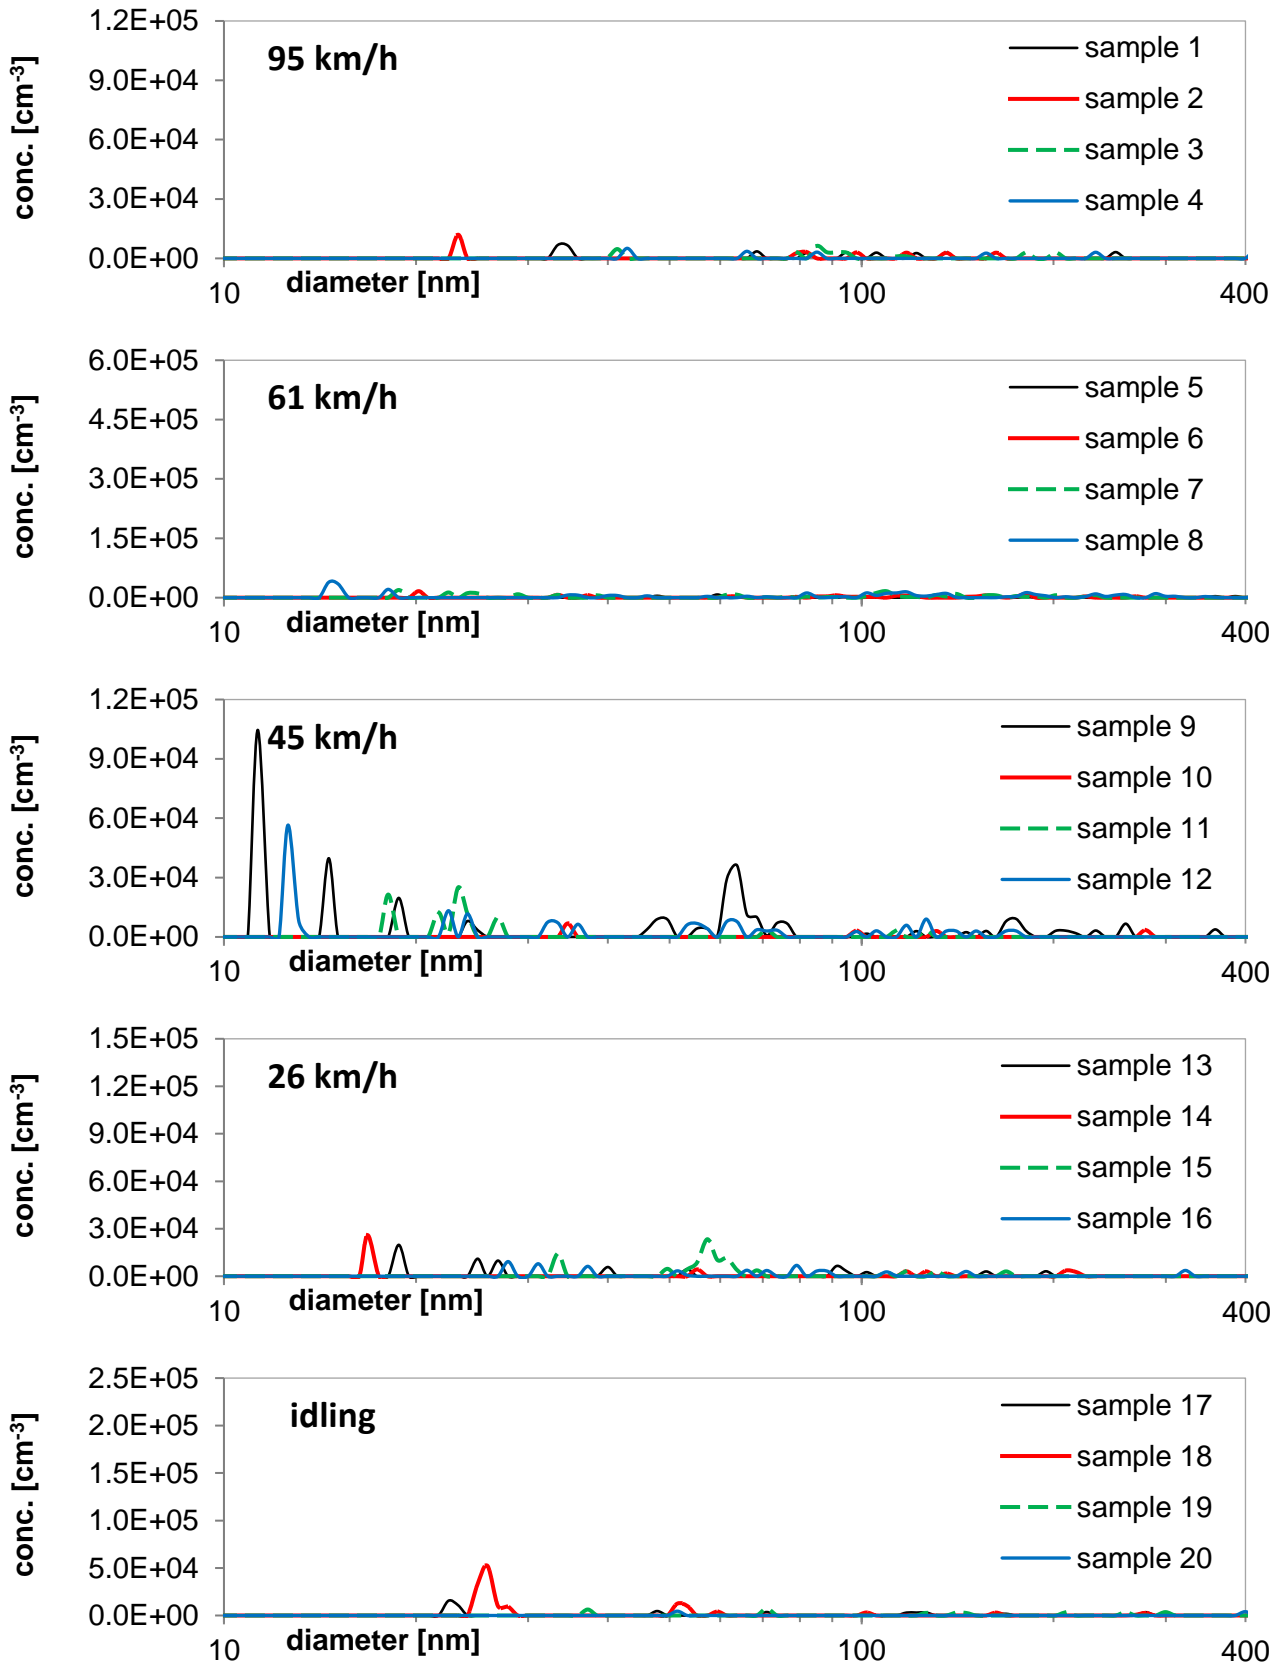 1.2E+05
9.0E+04
6.0E+04
3.0E+04
0.0E+00
conc. [cm-3]
95 km/h
sample 1
sample 2
sample 3
sample 4
10
diameter [nm]
100
400
6.0E+05
4.5E+05
3.0E+05
1.5E+05
0.0E+00
conc. [cm-3]
61 km/h
sample 5
sample 6
sample 7
sample 8
10
diameter [nm]
100
400
1.2E+05
9.0E+04
6.0E+04
3.0E+04
0.0E+00
conc. [cm-3]
45 km/h
sample 9
sample 10
sample 11
sample 12
10
diameter [nm]
100
400
1.5E+05
1.2E+05
9.0E+04
6.0E+04
3.0E+04
0.0E+00
conc. [cm-3]
26 km/h
sample 13
sample 14
sample 15
sample 16
10
diameter [nm]
100
400
2.5E+05
2.0E+05
1.5E+05
1.0E+05
5.0E+04
0.0E+00
conc. [cm-3]
idling
sample 17
sample 18
sample 19
sample 20
10
diameter [nm]
100
400